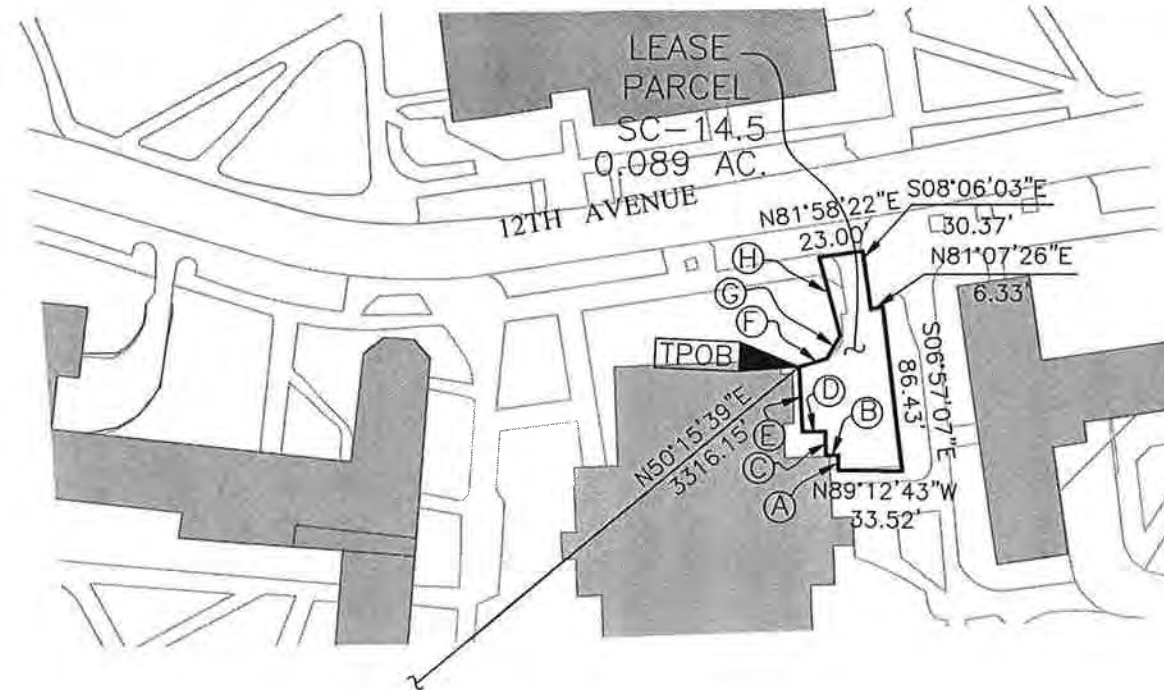 LEASE
PARCEL
SC-14.5
0.089 AC.
12TH AVENUE
N81°58'22"E
23.00'
S08°06'03"E
30.37'
N81°07'26"E
6.33'
H
G
F
TPOB
D
E
B
C
A
S06°57'07"E
86.43'
N50°15'39"E
3316.15'
N89°12'43"W
33.52'